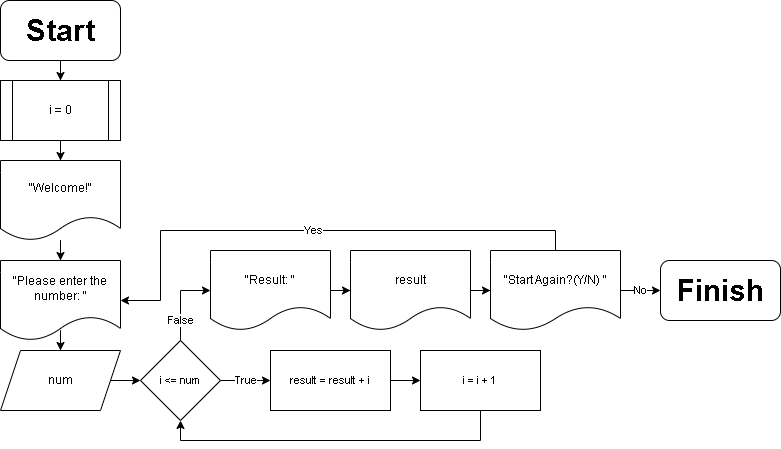 Start
i = 0
"Welcome!"
Yes
"Please enter the
number: "
"Result: "
result
"Start Again?(Y/N) "
No
Finish
False
num
i <= num
True
result = result + i
i = i + 1